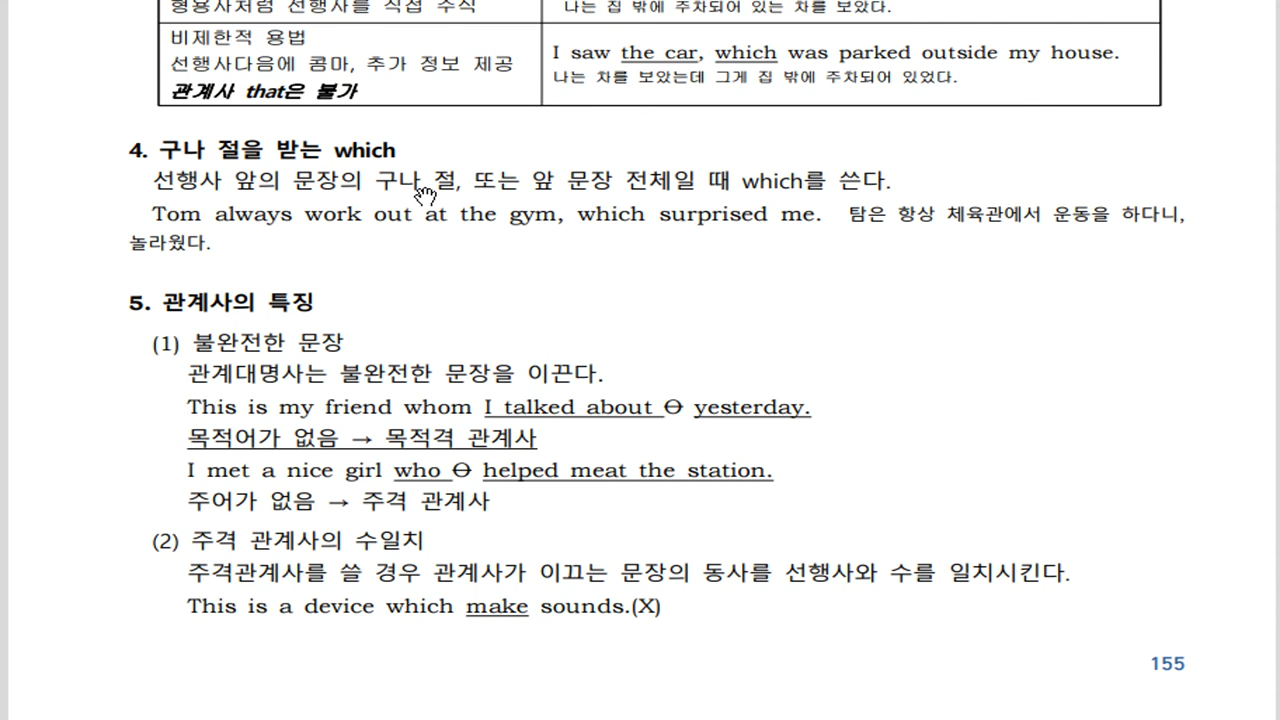 형용사처럼 선행사를 직접 수식
나는 집 밖에 주차되어 있는 차를 보았다.
비제한적 용법
선행사다음에 콤마, 추가 정보 제공
관계사 that은 불가
I saw the car, which was parked outside my house.
나는 차를 보았는데 그게 집 밖에 주차되어 있었다.
4. 구나 절을 받는 which
선행사 앞의 문장의 구나 절, 또는 앞 문장 전체일 때 which를 쓴다.
Tom always work out at the gym, which surprised me. 탐은 항상 체육관에서 운동을 하다니,
놀라웠다.
5. 관계사의 특징
(1) 불완전한 문장
관계대명사는 불완전한 문장을 이끈다.
This is my friend whom I talked about Θ yesterday.
목적어가 없음 → 목적격 관계사
I met a nice girl who Θ helped meat the station.
주어가 없음 → 주격 관계사
(2) 주격 관계사의 수일치
주격관계사를 쓸 경우 관계사가 이끄는 문장의 동사를 선행사와 수를 일치시킨다.
This is a device which make sounds.(X)
155